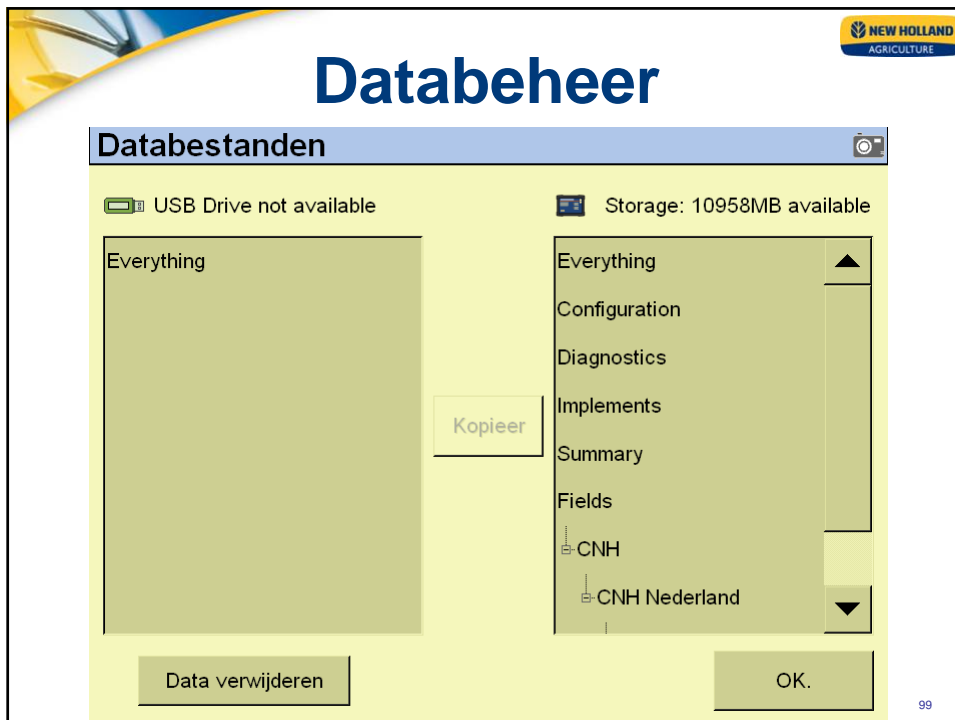 NEW HOLLAND
AGRICULTURE
Databeheer
Databestanden
USB Drive not available
Storage: 10958MB available
Everything
Everything
Configuration
Diagnostics
Implements
Summary
Fields
CNH
CNH Nederland
Kopieer
Data verwijderen
OK.
99